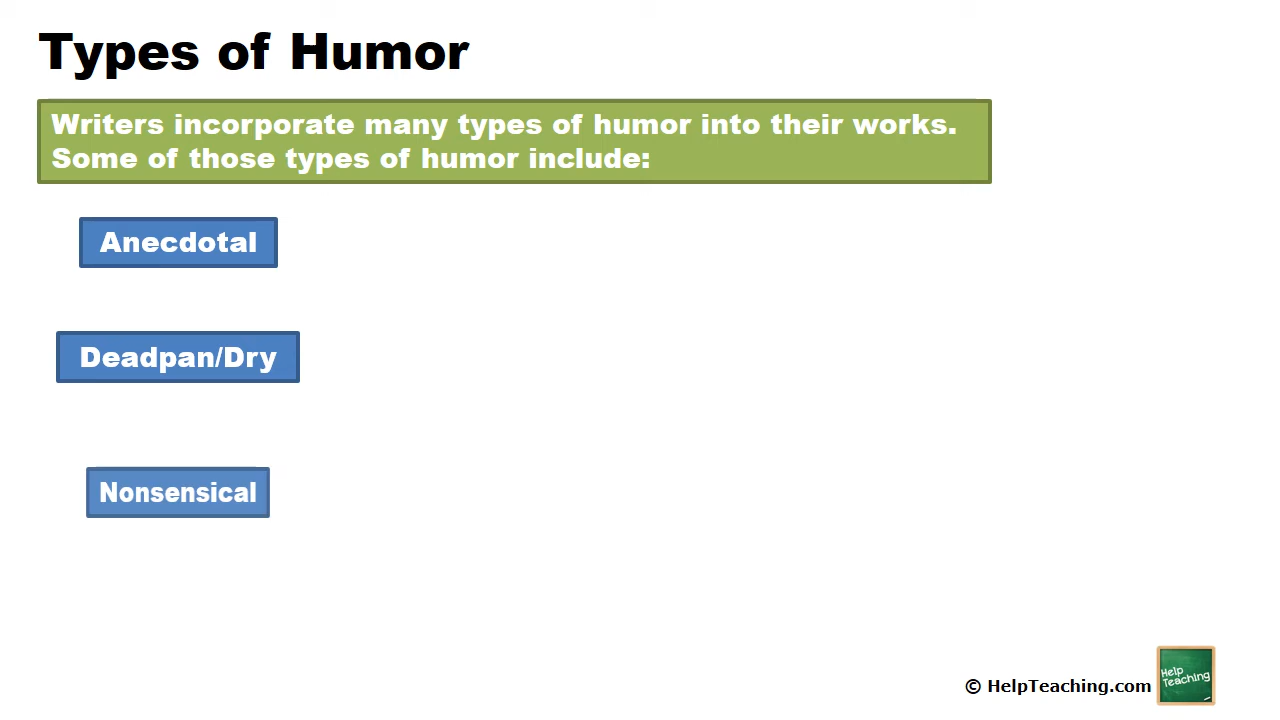 Types of Humor
Writers incorporate many types of humor into their works.
Some of those types of humor include:
Anecdotal
Deadpan/Dry
Nonsensical
© HelpTeaching.com
Help
Teaching